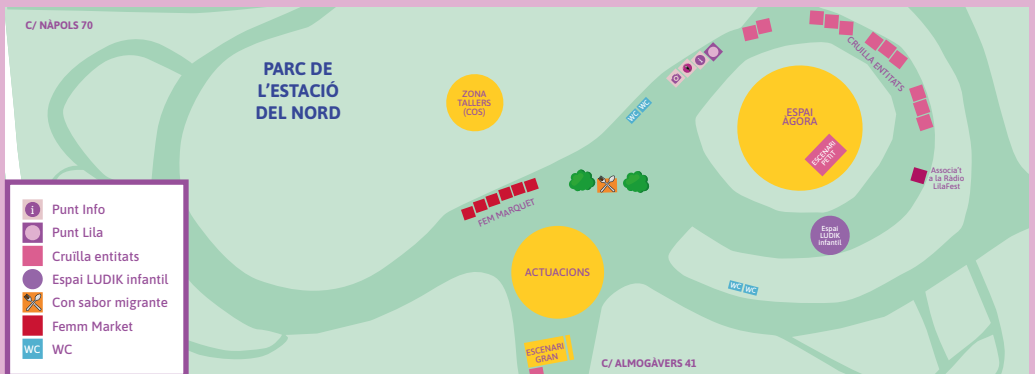 C/ NÀPOLS 70
PARC DE
L'ESTACIÓ
DEL NORD
ZONA
TALLERS
(COS)
i
WC WC
CRUÏLLA ENTITATS
ESPAI
ÀGORA
ESCENARI
PETIT
Associa't
a la Ràdio
LilaFest
Espai
LUDIK
Infantil
FEM MARQUET
ACTUACIONS
WC WC
ESCENARI
GRAN
C/ ALMOGÀVERS 41
i Punt Info
Punt Lila
Cruïlla entitats
Espai LUDIK infantil
Con sabor migrante
Femm Market
WC WC